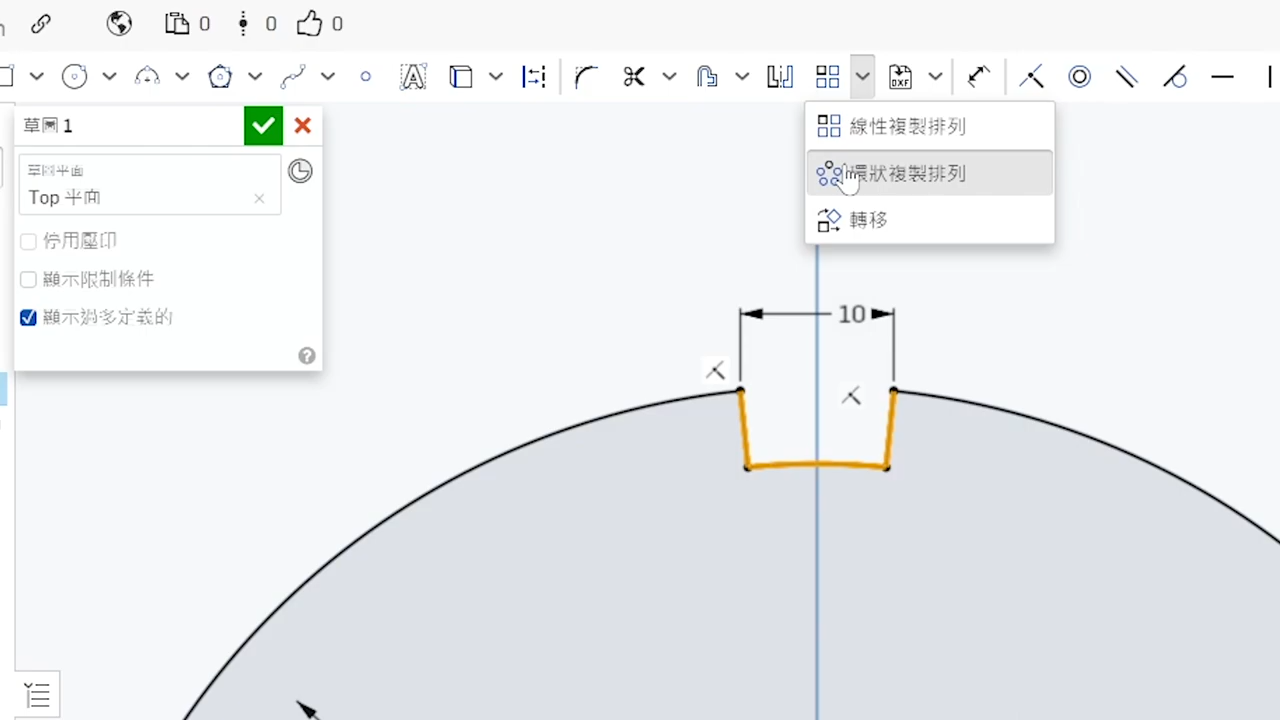 0 0 0
線性複製排列
環狀複製排列
轉移
草圖 1
草圖平面
Top 平面
停用壓印
顯示限制條件
顯示過多定義的
10
A
DXF